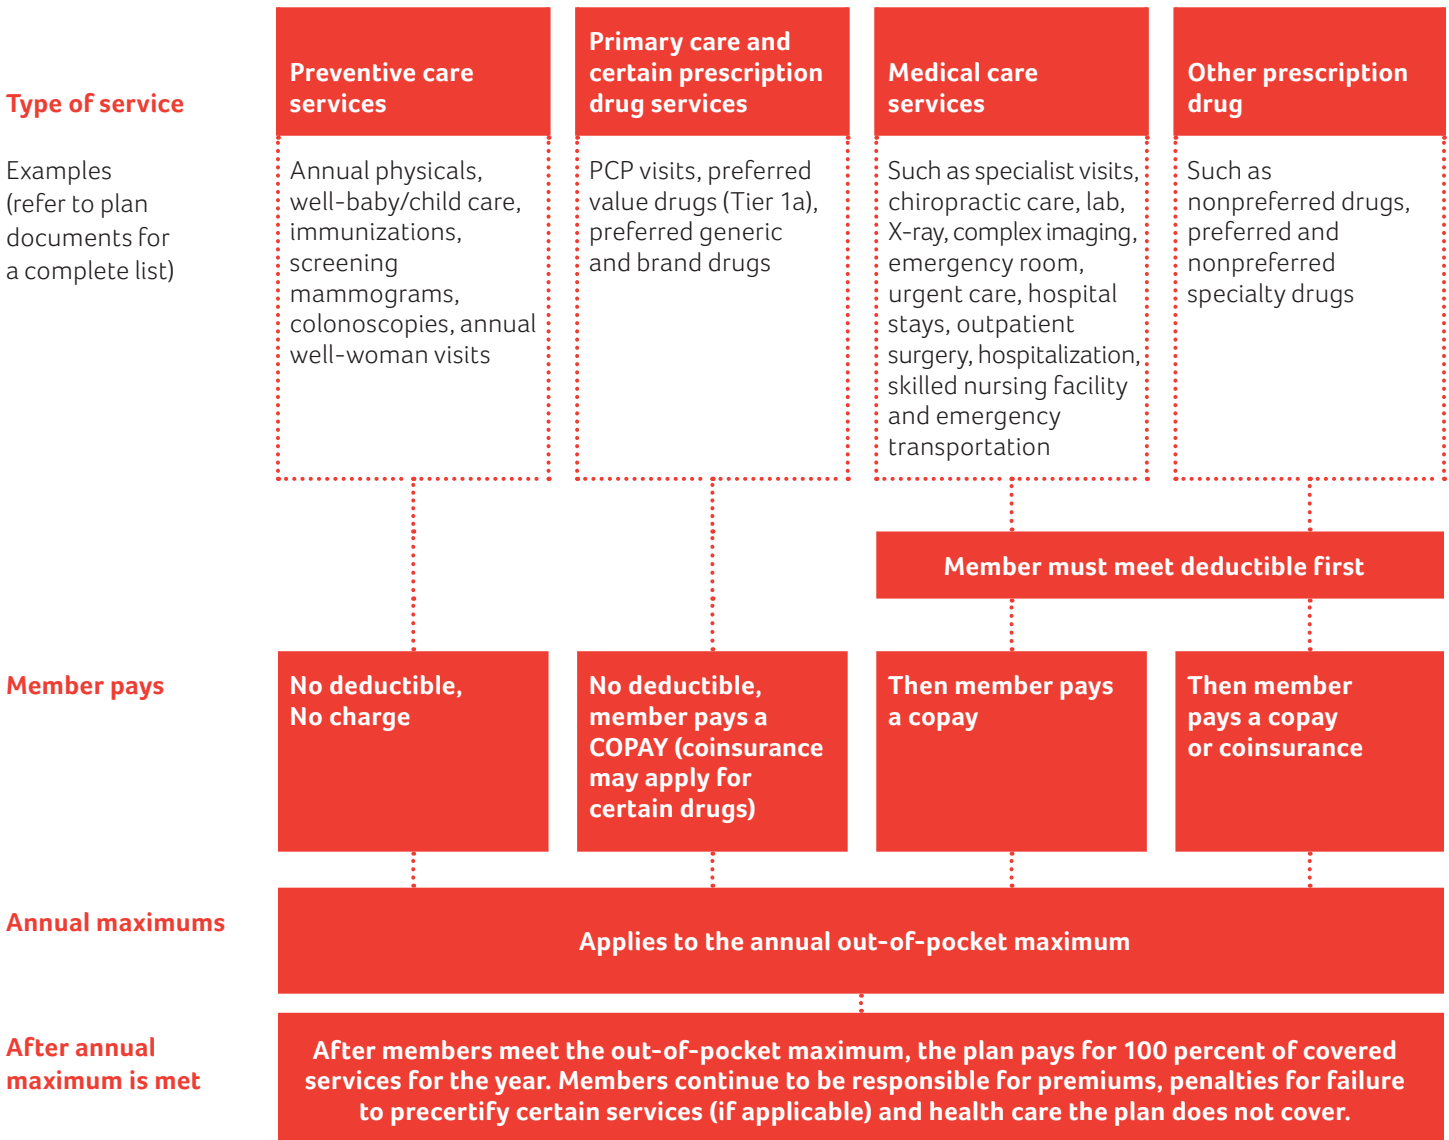 Type of service
Preventive care
services
Primary care and
certain prescription
drug services
Medical care
services
Other prescription
drug
Examples
(refer to plan
documents for
a complete list)
Annual physicals,
well-baby/child care,
immunizations,
screening
mammograms,
colonoscopies, annual
well-woman visits
PCP visits, preferred
value drugs (Tier 1a),
preferred generic
and brand drugs
Such as specialist visits,
chiropractic care, lab,
X-ray, complex imaging,
emergency room,
urgent care, hospital
stays, outpatient
surgery, hospitalization,
skilled nursing facility
and emergency
transportation
Such as
nonpreferred drugs,
preferred and
nonpreferred
specialty drugs
Member must meet deductible first
Member pays
No deductible,
No charge
No deductible,
member pays a
COPAY (coinsurance
may apply for
certain drugs)
Then member pays
a copay
Then member
pays a copay
or coinsurance
Annual maximums
Applies to the annual out-of-pocket maximum
After annual
maximum is met
After members meet the out-of-pocket maximum, the plan pays for 100 percent of covered
services for the year. Members continue to be responsible for premiums, penalties for failure
to precertify certain services (if applicable) and health care the plan does not cover.